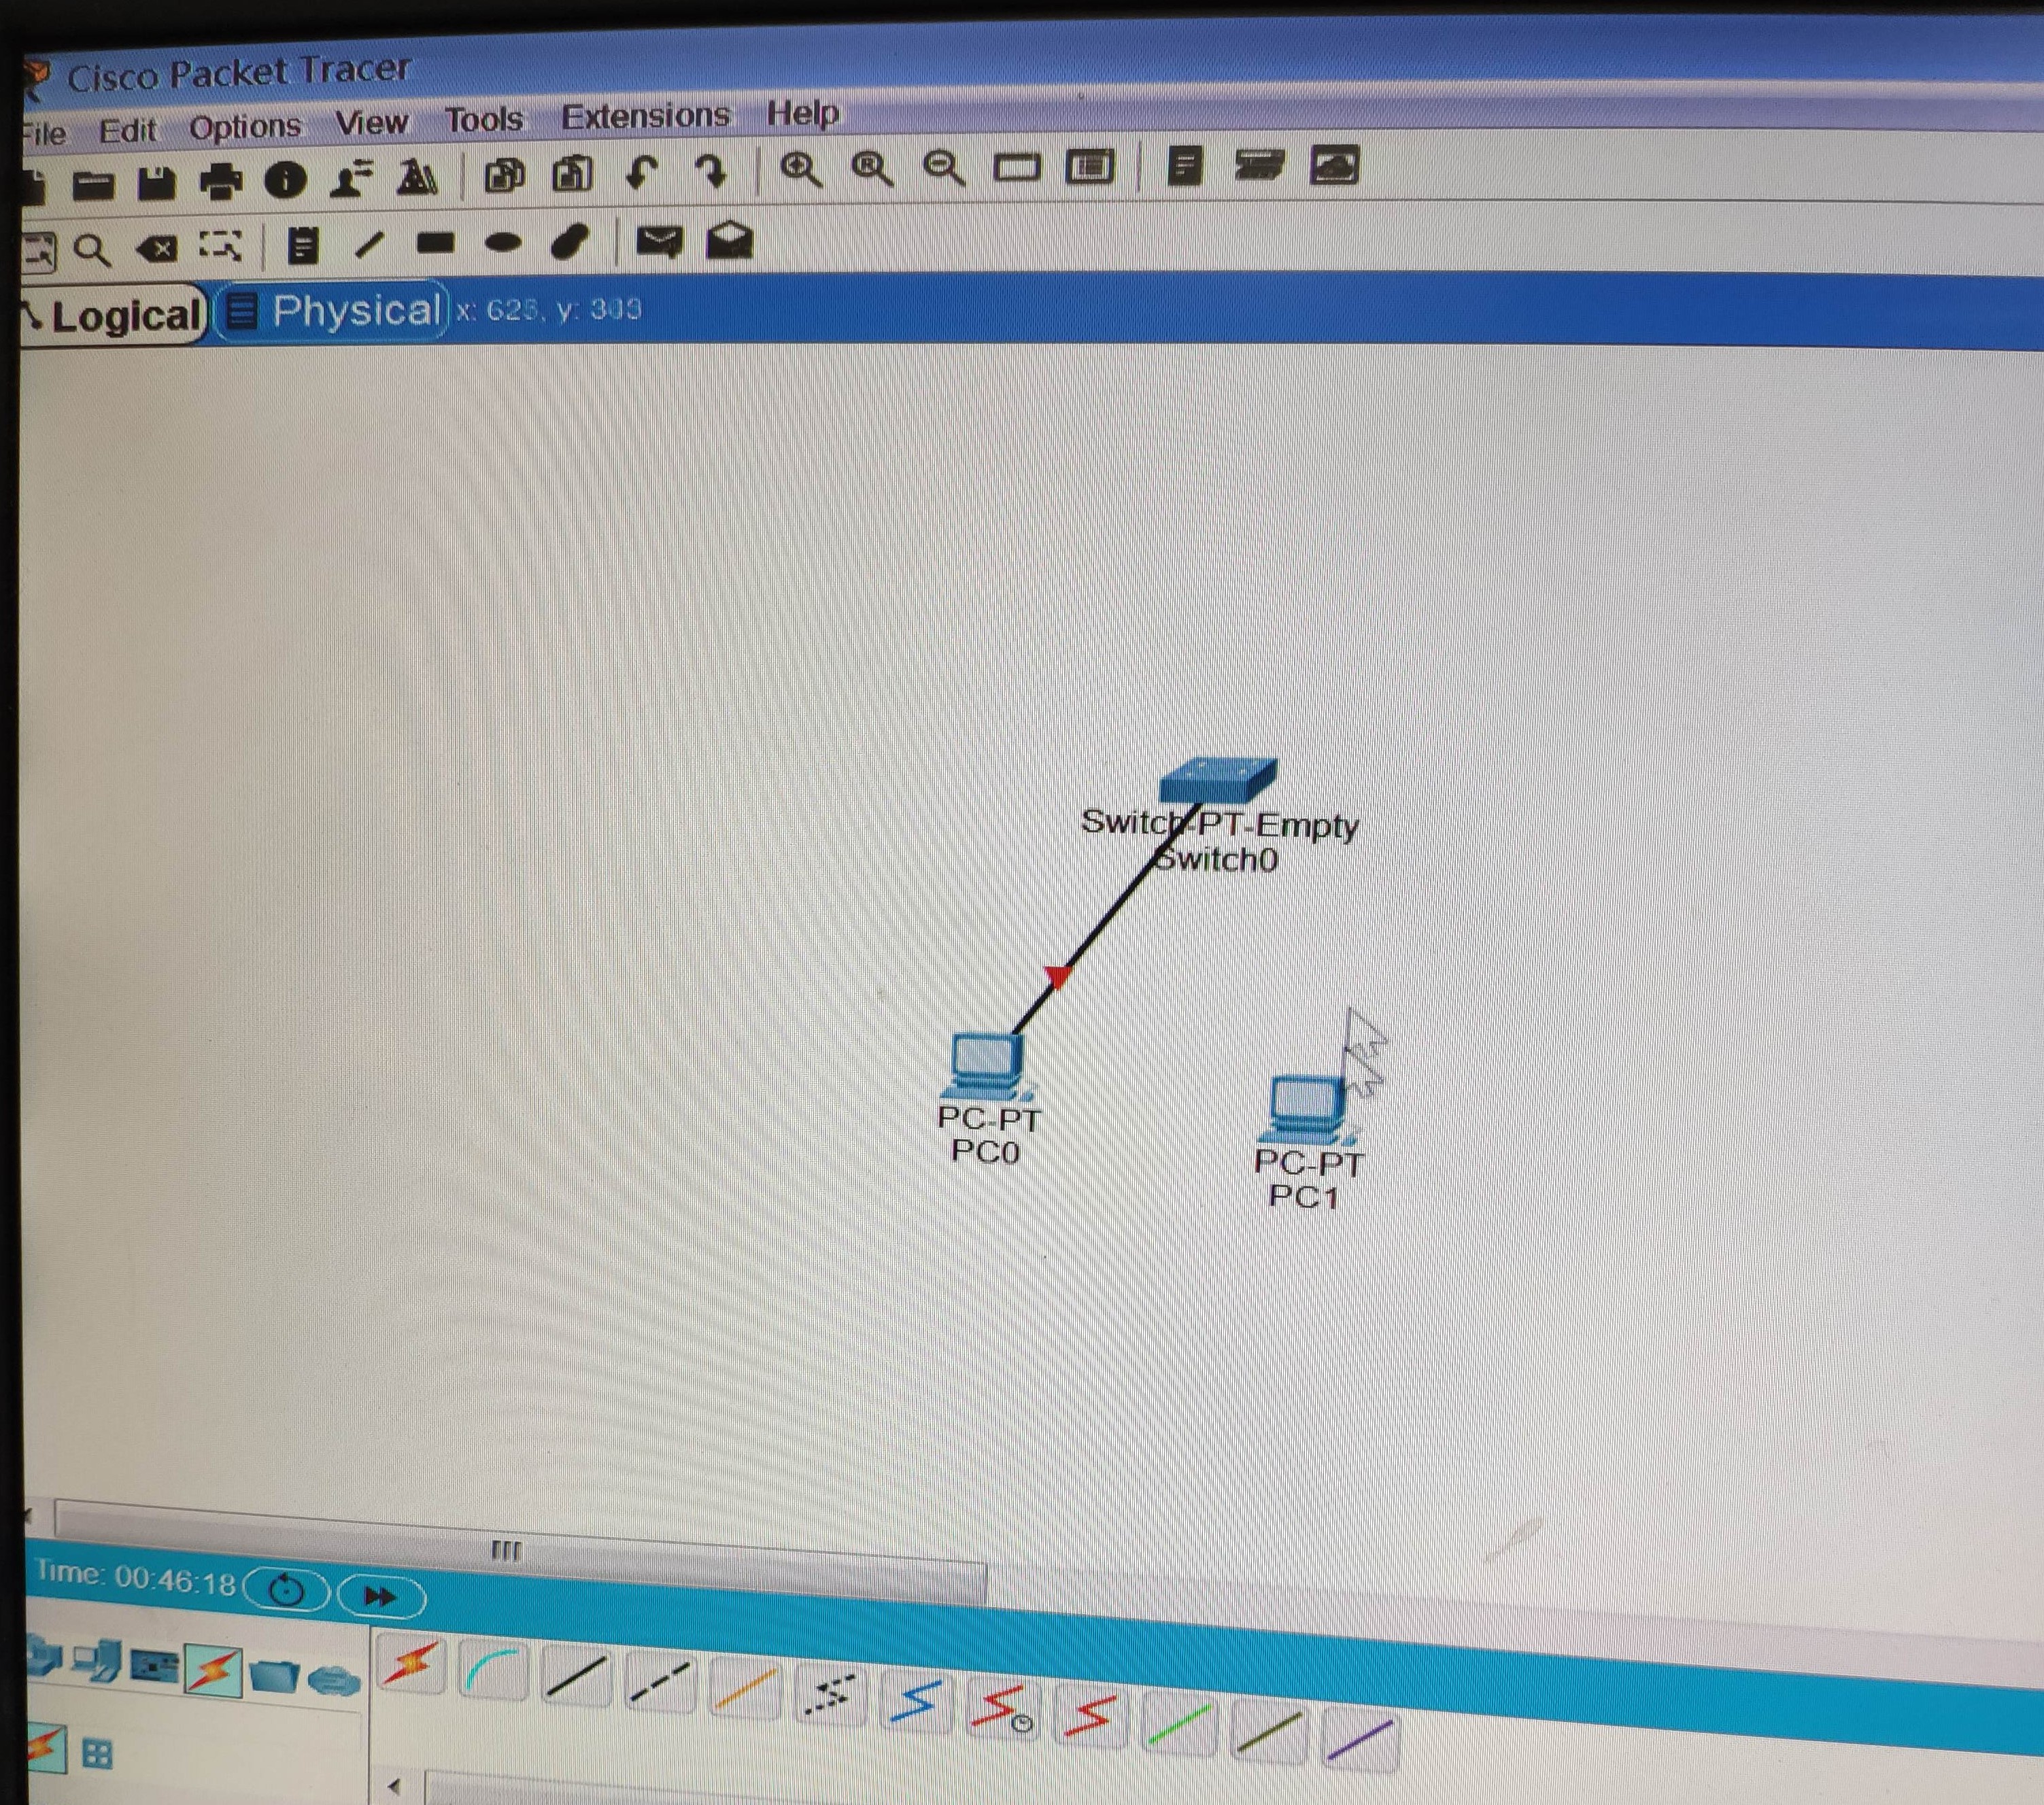 Cisco Packet Tracer
File Edit Options View Tools Extensions Help
Logical Physical x: 625, y: 309
Switch-PT-Empty
Switch0
PC-PT
PC0
PC-PT
PC1
Time: 00:46:18